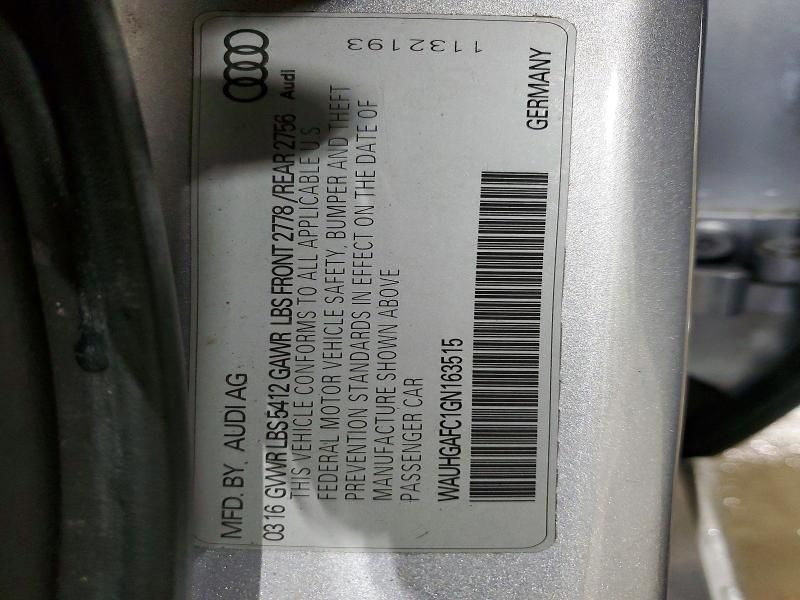 MFD. BY, AUDI AG
Audi
03 16 GVWR LBS 5412 GAWR LBS FRONT 2778 / REAR 2756
THIS VEHICLE CONFORMS TO ALL APPLICABLE U S
FEDERAL MOTOR VEHICLE SAFETY, BUMPER AND THEFT
PREVENTION STANDARDS IN EFFECT ON THE DATE OF
MANUFACTURE SHOWN ABOVE
PASSENGER CAR
1132193
WAUHGAFC1GN163515
GERMANY